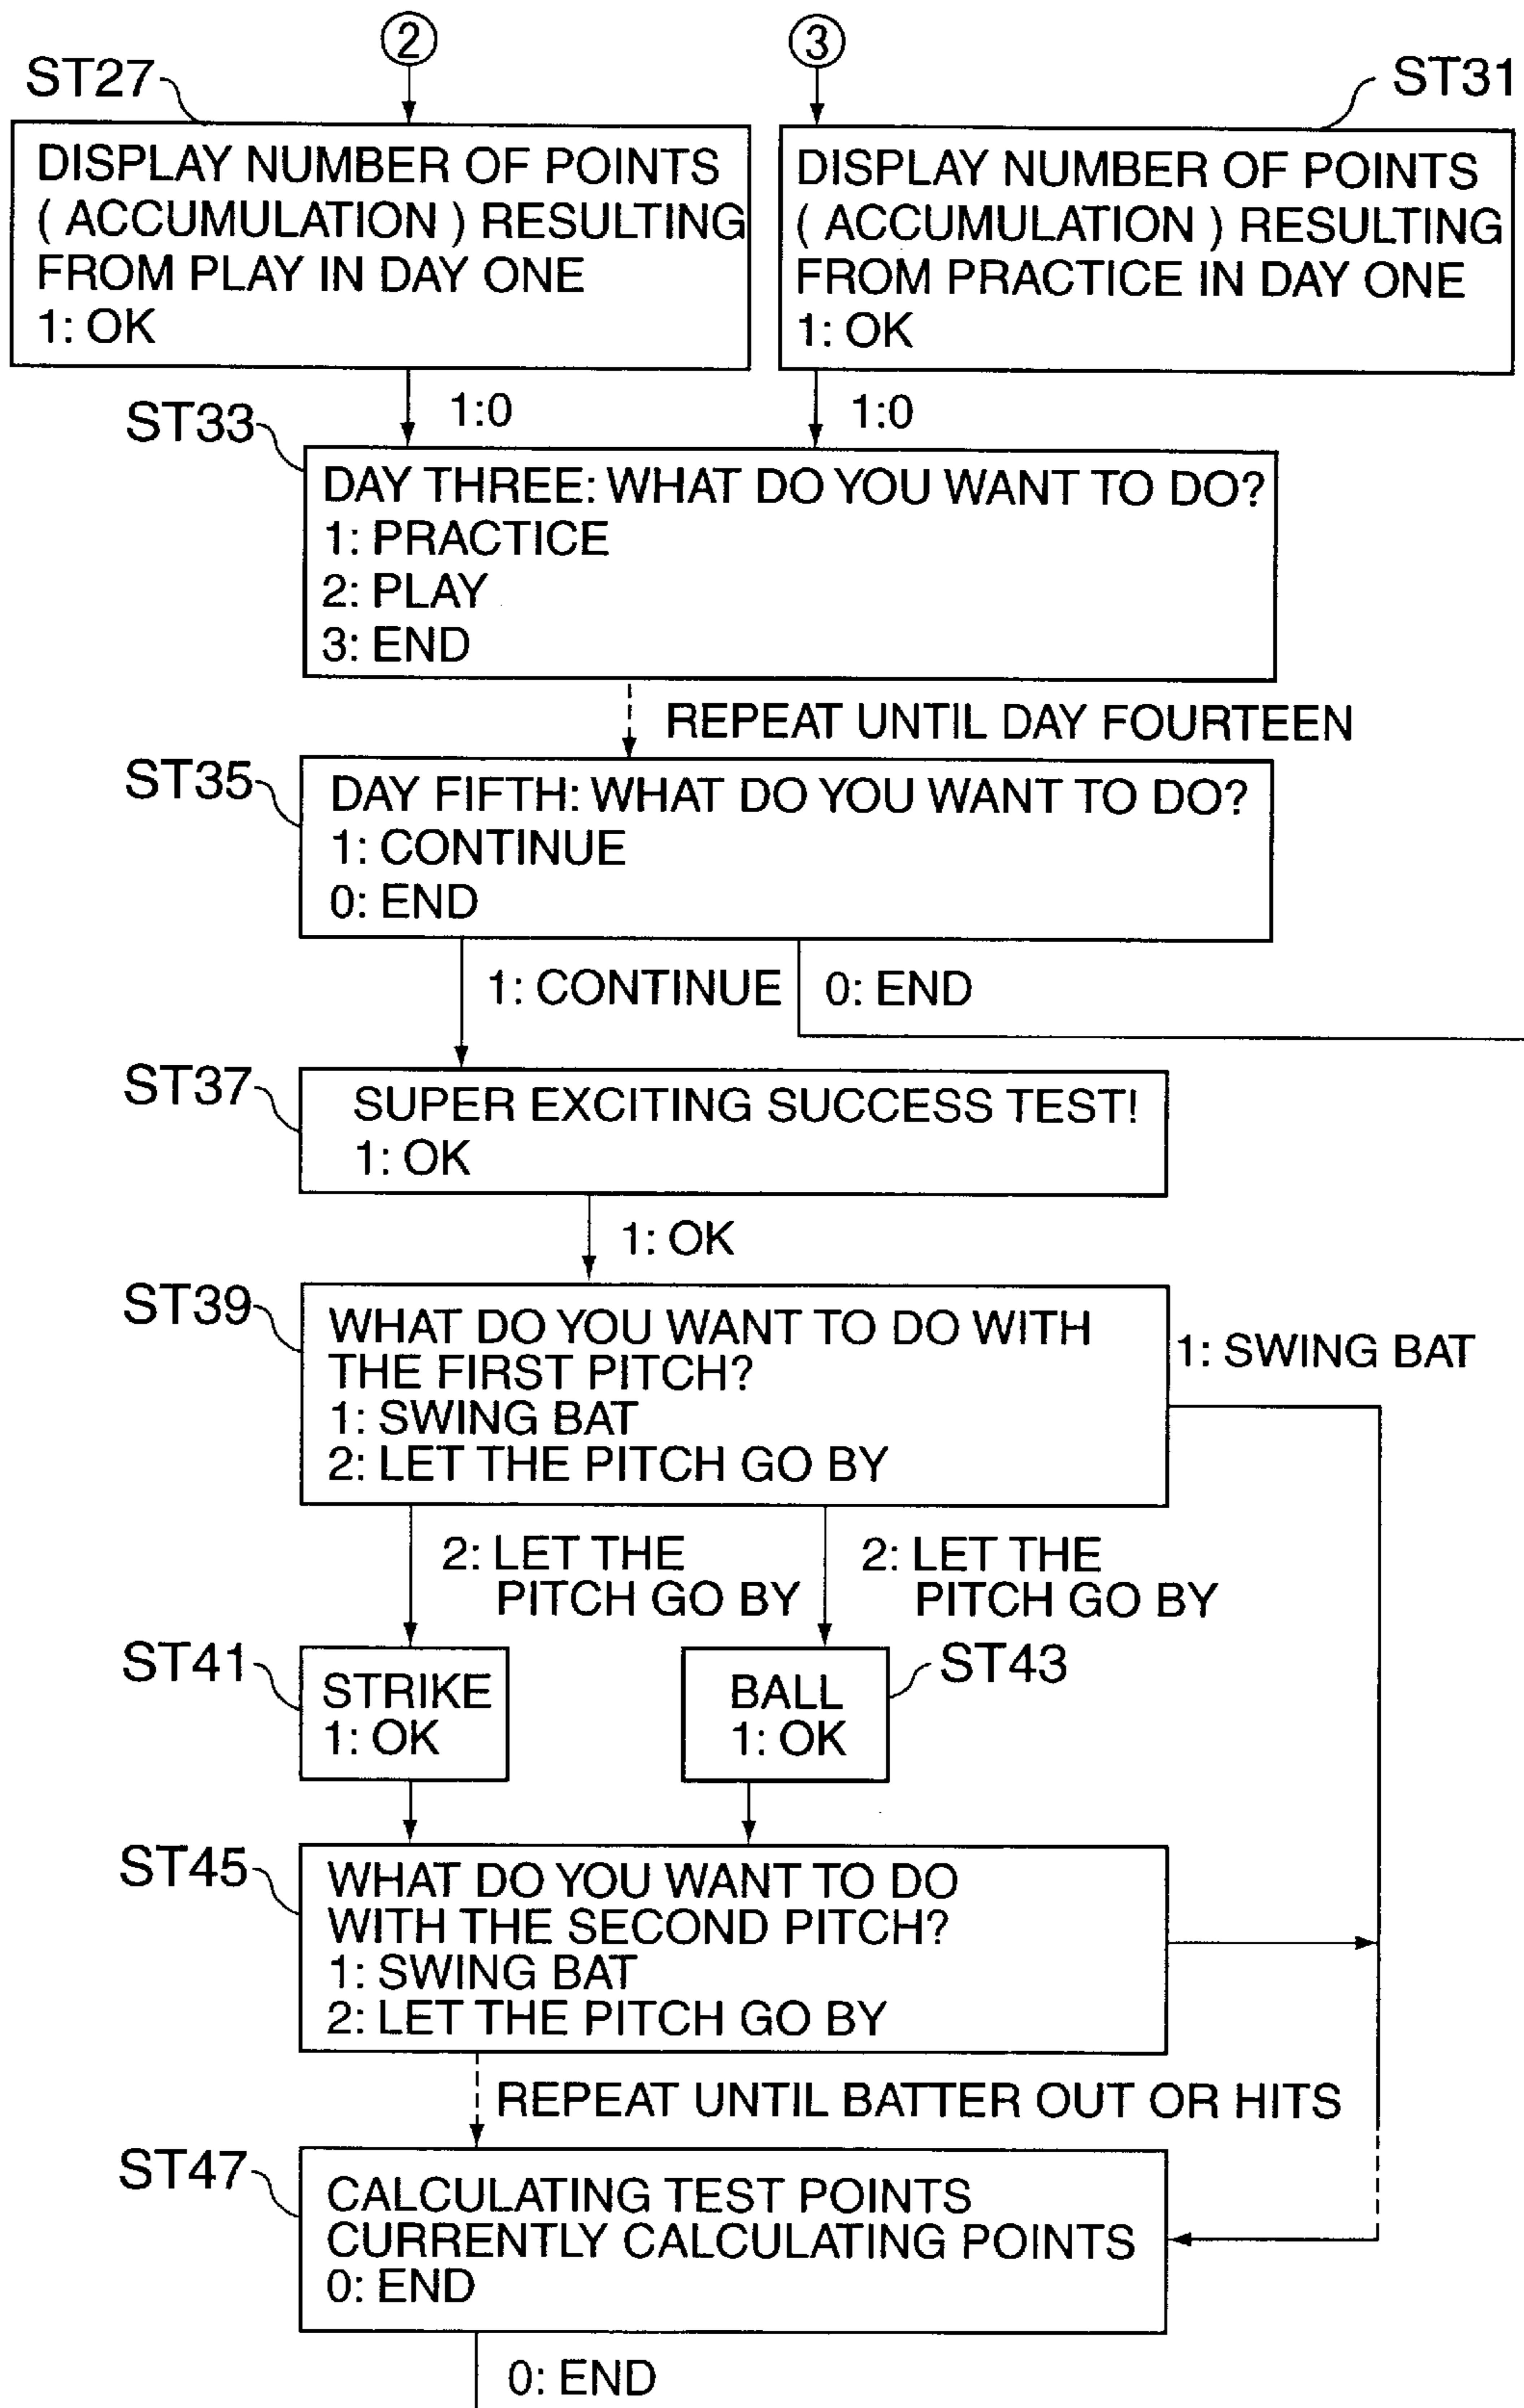 2
3
ST27
DISPLAY NUMBER OF POINTS
( ACCUMULATION ) RESULTING
FROM PLAY IN DAY ONE
1: OK
ST31
DISPLAY NUMBER OF POINTS
( ACCUMULATION ) RESULTING
FROM PRACTICE IN DAY ONE
1: OK
1:0
1:0
ST33
DAY THREE: WHAT DO YOU WANT TO DO?
1: PRACTICE
2: PLAY
3: END
REPEAT UNTIL DAY FOURTEEN
ST35
DAY FIFTH: WHAT DO YOU WANT TO DO?
1: CONTINUE
0: END
1: CONTINUE
0: END
ST37
SUPER EXCITING SUCCESS TEST!
1: OK
1: OK
ST39
WHAT DO YOU WANT TO DO WITH
THE FIRST PITCH?
1: SWING BAT
2: LET THE PITCH GO BY
1: SWING BAT
2: LET THE
PITCH GO BY
2: LET THE
PITCH GO BY
ST41
STRIKE
1: OK
BALL
1: OK
ST43
ST45
WHAT DO YOU WANT TO DO
WITH THE SECOND PITCH?
1: SWING BAT
2: LET THE PITCH GO BY
REPEAT UNTIL BATTER OUT OR HITS
ST47
CALCULATING TEST POINTS
CURRENTLY CALCULATING POINTS
0: END
0: END